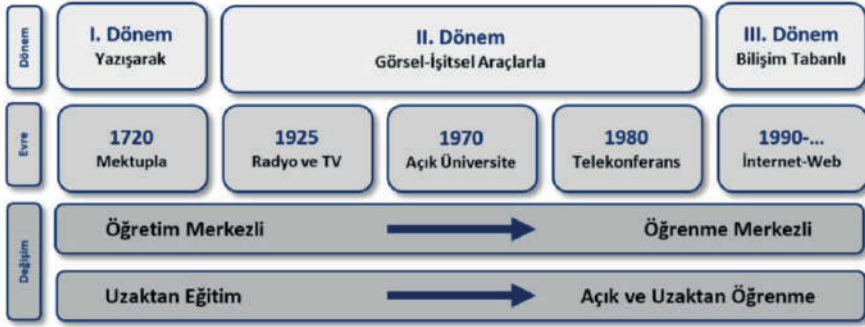 Dönem
I. Dönem
Yazışarak
II. Dönem
Görsel-İşitsel Araçlarla
III. Dönem
Bilişim Tabanlı
Evre
1720
Mektupla
1925
Radyo ve TV
1970
Açık Üniversite
1980
Telekonferans
1990-...
İnternet-Web
Değişim
Öğretim Merkezli
Öğrenme Merkezli
Uzaktan Eğitim
Açık ve Uzaktan Öğrenme